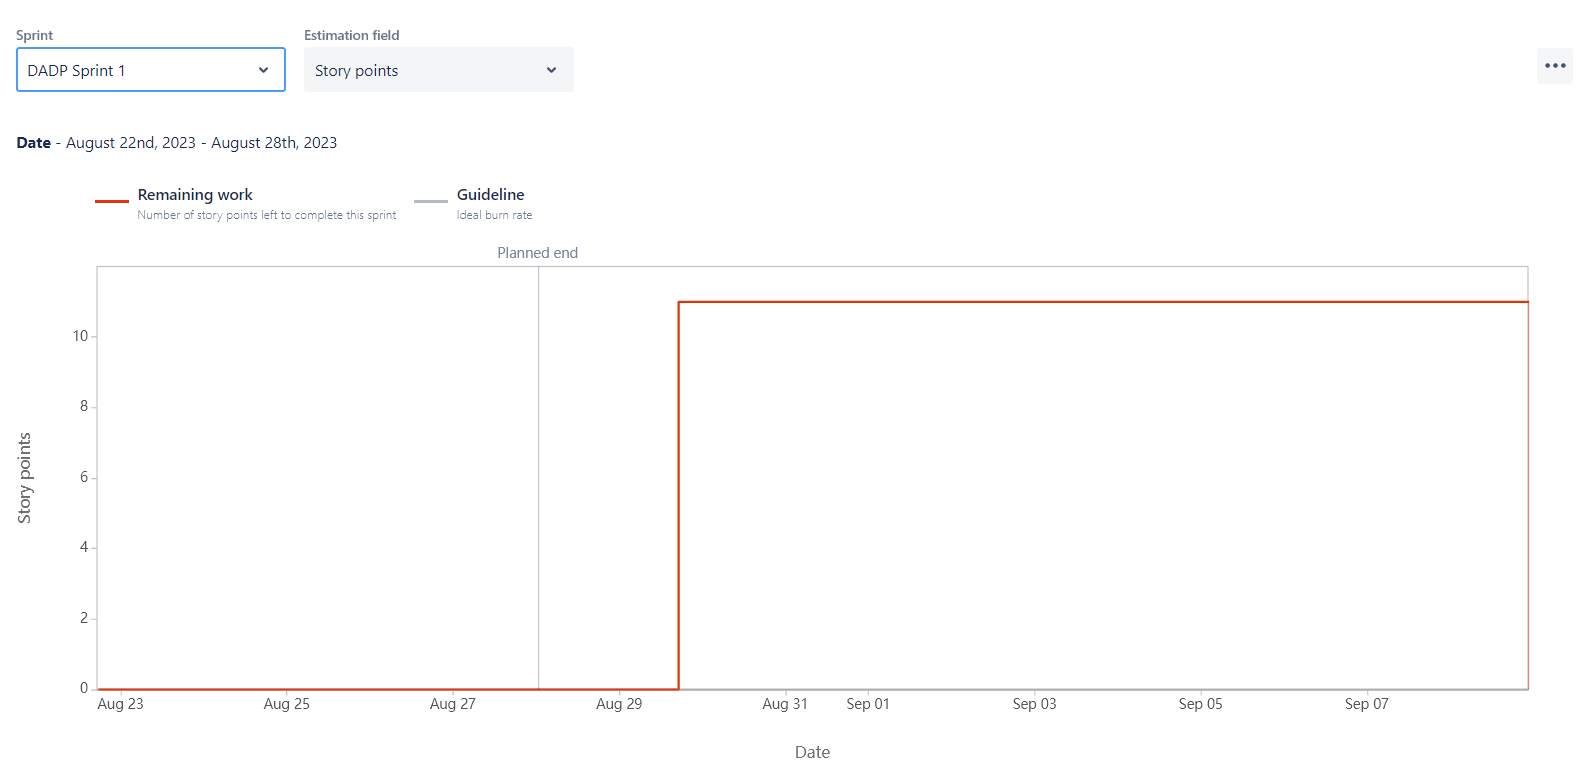 Sprint
Estimation field
DADP Sprint 1
Story points
Date - August 22nd, 2023 - August 28th, 2023
Remaining work
Number of story points left to complete this sprint
Guideline
Ideal burn rate
Planned end
10
8
6
4
2
0
Story points
Aug 23
Aug 25
Aug 27
Aug 29
Aug 31
Sep 01
Sep 03
Sep 05
Sep 07
Date